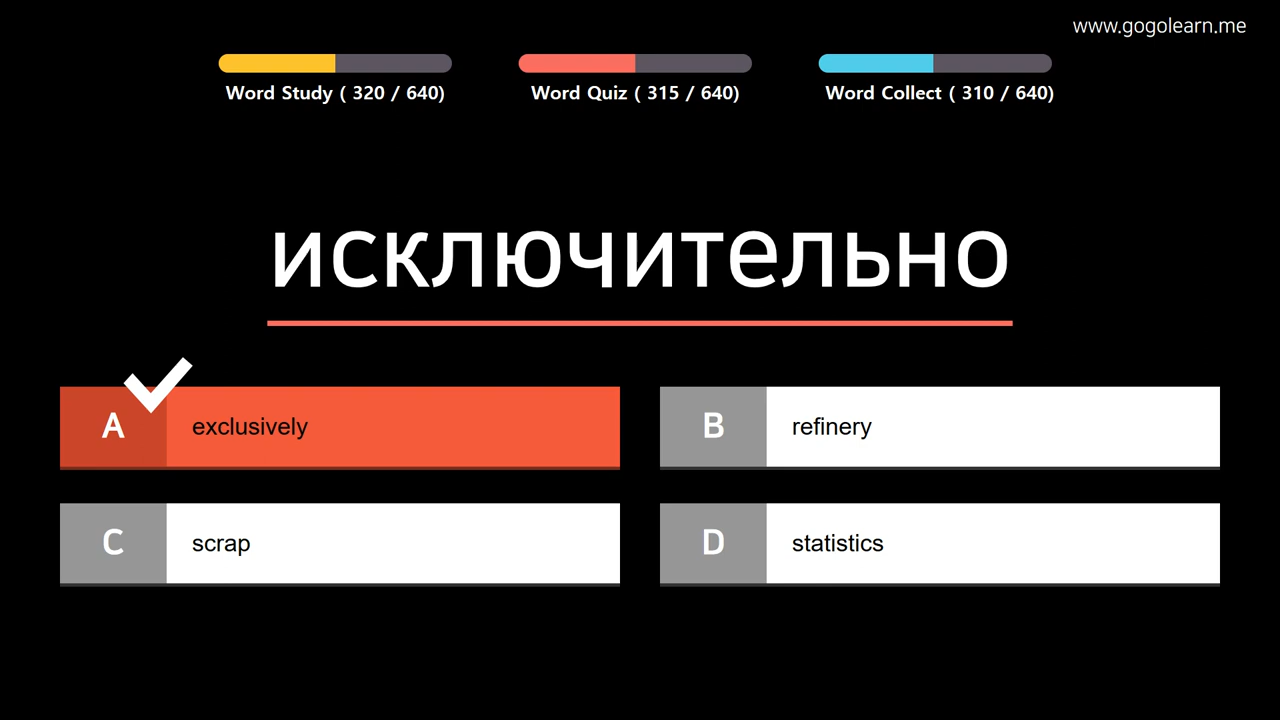 www.gogolearn.me
Word Study ( 320 / 640)
Word Quiz ( 315 / 640)
Word Collect ( 310 / 640)
исключительно
A exclusively
B refinery
C scrap
D statistics